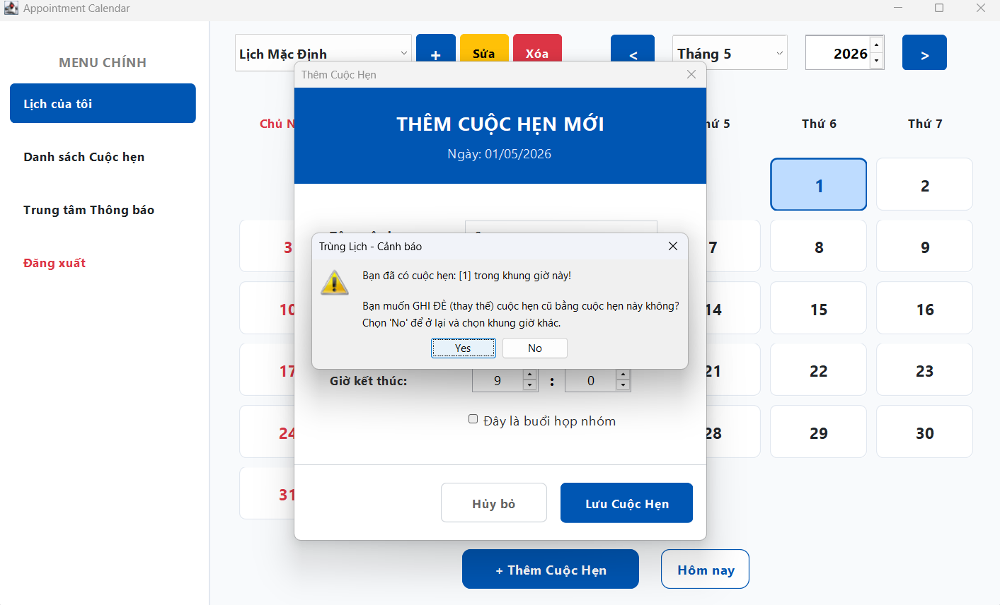 Appointment Calendar
MENU CHÍNH
Lịch của tôi
Danh sách Cuộc hẹn
Trung tâm Thông báo
Đăng xuất
Lịch Mặc Định
+
Sửa
Xóa
<
Tháng 5
2026
>
Chủ
Thứ 6
Thứ 7
1
2
3
7
8
9
10
14
15
16
17
21
22
23
24
28
29
30
31
Thêm Cuộc Hẹn
THÊM CUỘC HẸN MỚI
Ngày: 01/05/2026
Trùng Lịch - Cảnh báo
Bạn đã có cuộc hẹn: [1] trong khung giờ này!
Bạn muốn GHI ĐÈ (thay thế) cuộc hẹn cũ bằng cuộc hẹn này không?
Chọn 'No' để ở lại và chọn khung giờ khác.
Yes
No
Giờ kết thúc:
9
:
0
Đây là buổi họp nhóm
Hủy bỏ
Lưu Cuộc Hẹn
+ Thêm Cuộc Hẹn
Hôm nay